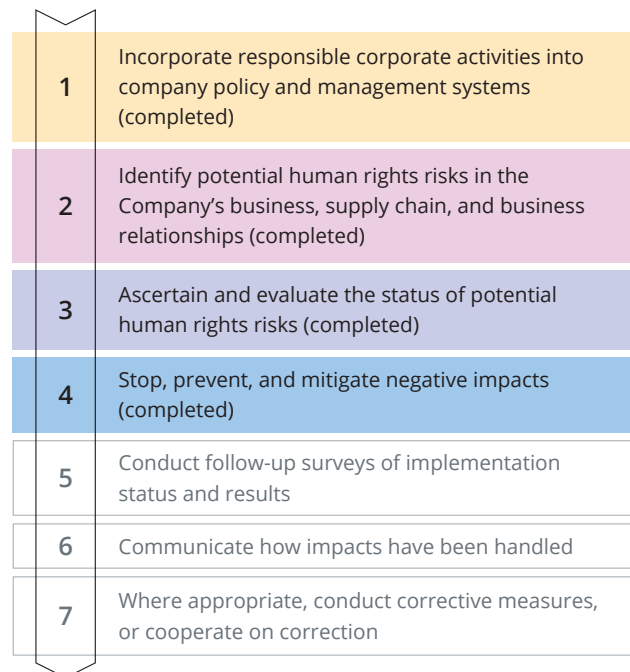 1
Incorporate responsible corporate activities into
company policy and management systems
(completed)
2
Identify potential human rights risks in the
Company’s business, supply chain, and business
relationships (completed)
3
Ascertain and evaluate the status of potential
human rights risks (completed)
4
Stop, prevent, and mitigate negative impacts
(completed)
5
Conduct follow-up surveys of implementation
status and results
6
Communicate how impacts have been handled
7
Where appropriate, conduct corrective measures,
or cooperate on correction